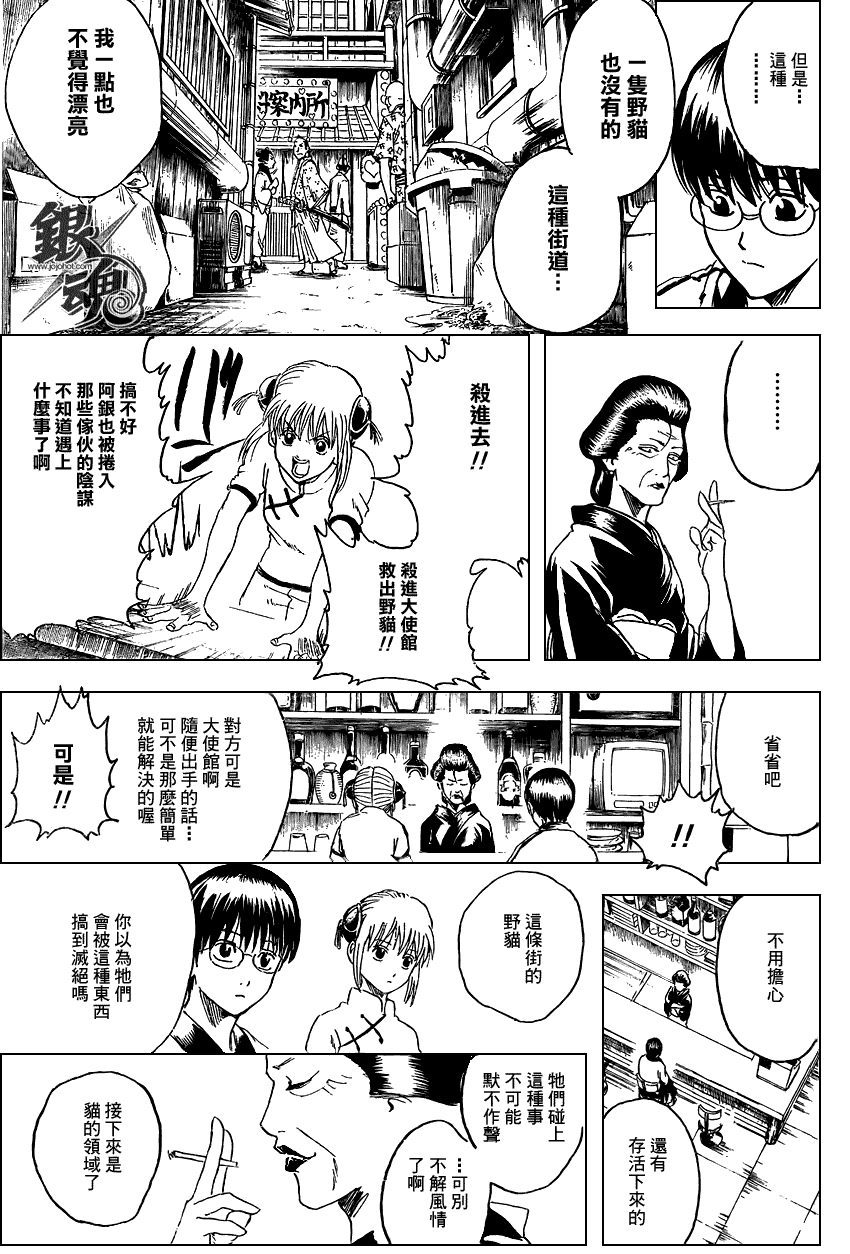 但是…
這種
………
一隻野貓
也沒有的
這種街道…
我一點也
不覺得漂亮
案內所
銀魂
www.jojohot.com
………
殺進去!!
殺進大使館
救出野貓!!
搞不好
阿銀也被捲入
那些傢伙的陰謀
不知道遇上
什麼事了啊
省省吧
!!
對方可是
大使館啊
隨便出手的話…
可不是那麼簡單
就能解決的喔
可是!!
不用擔心
還有
存活下來的
這條街的
野貓
你以為牠們
會被這種東西
搞到滅絕嗎
牠們碰上
這種事
不可能
默不作聲
…可別
不解風情
了啊
接下來是
貓的領域了